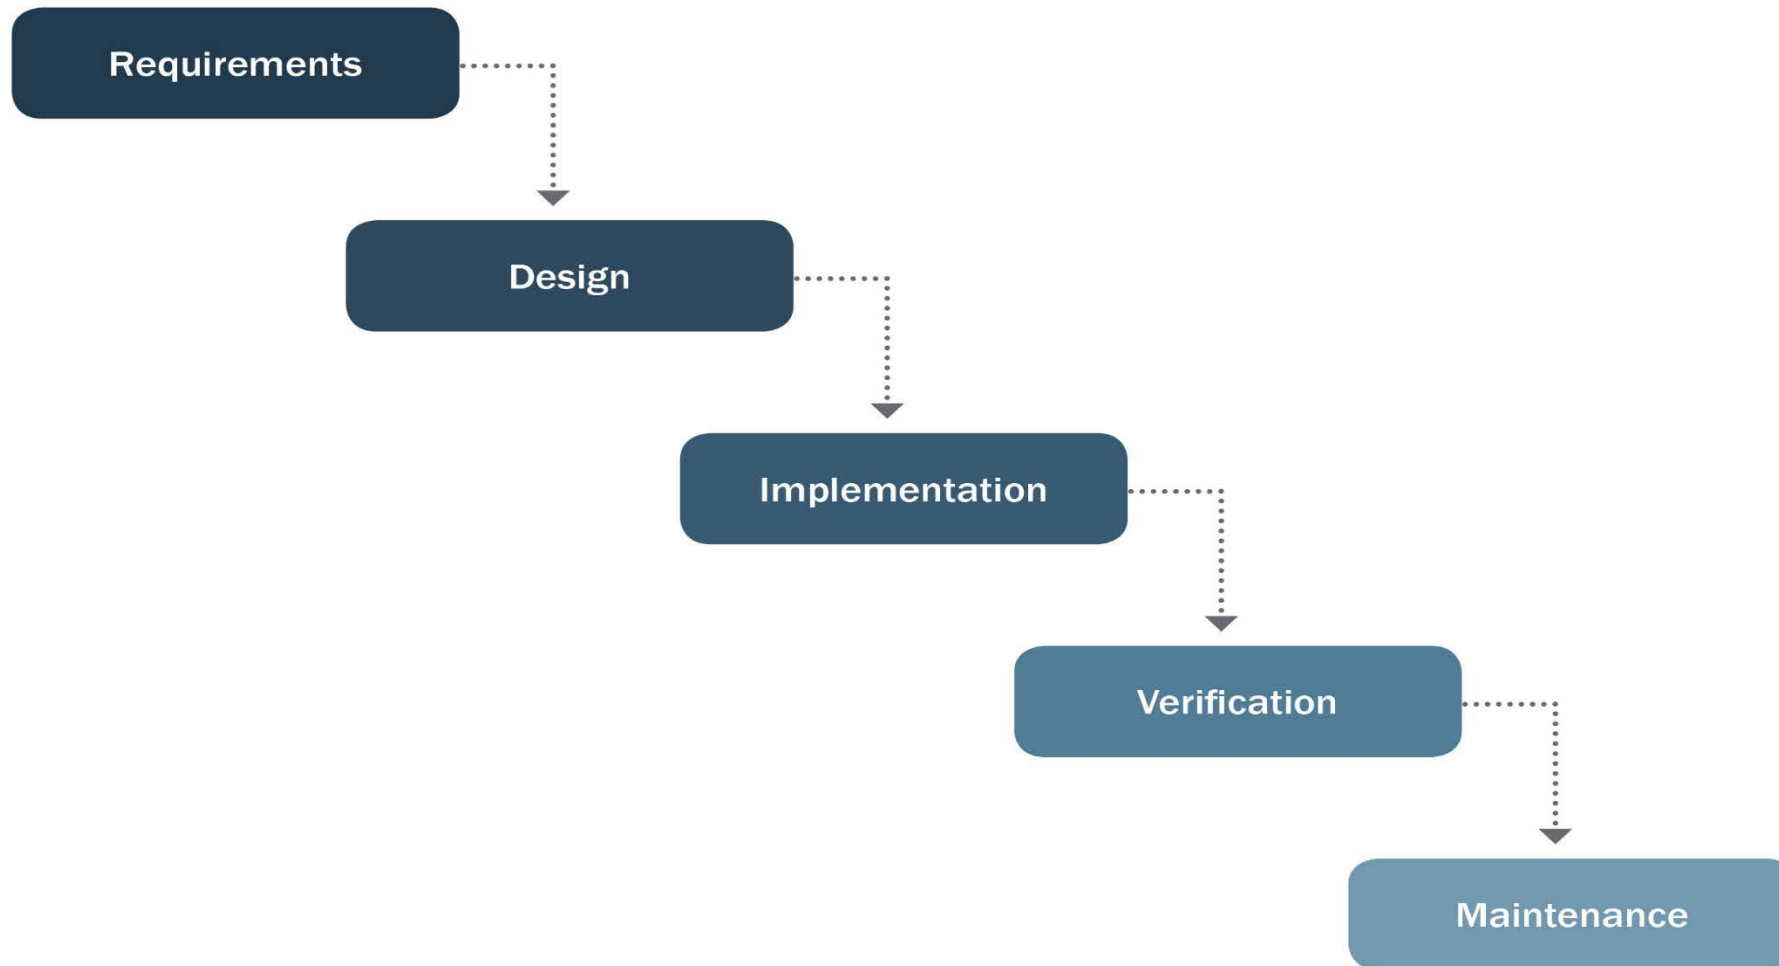 Requirements
Design
Implementation
Verification
Maintenance